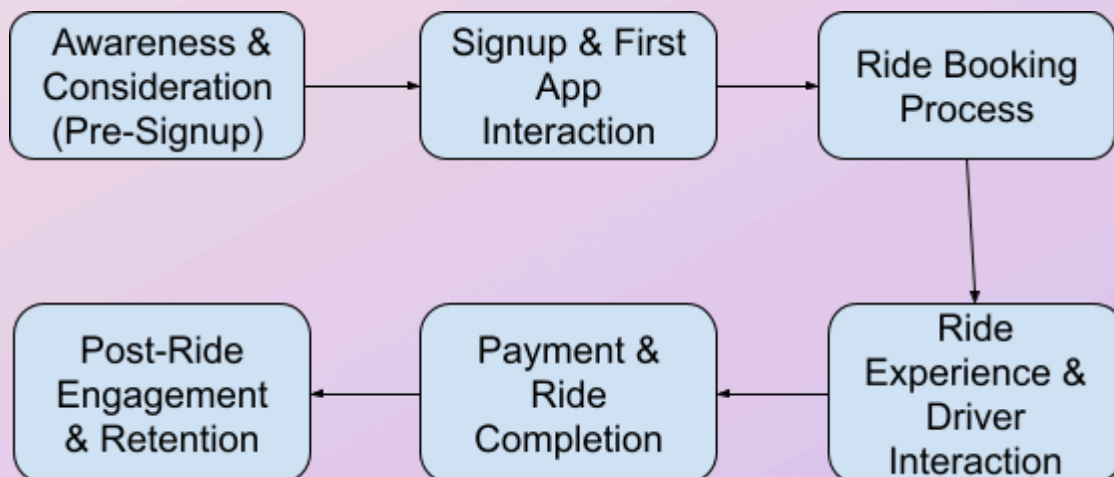 Awareness &
Consideration
(Pre-Signup)
Signup & First
App
Interaction
Ride Booking
Process
Ride
Experience &
Driver
Interaction
Payment &
Ride
Completion
Post-Ride
Engagement
& Retention